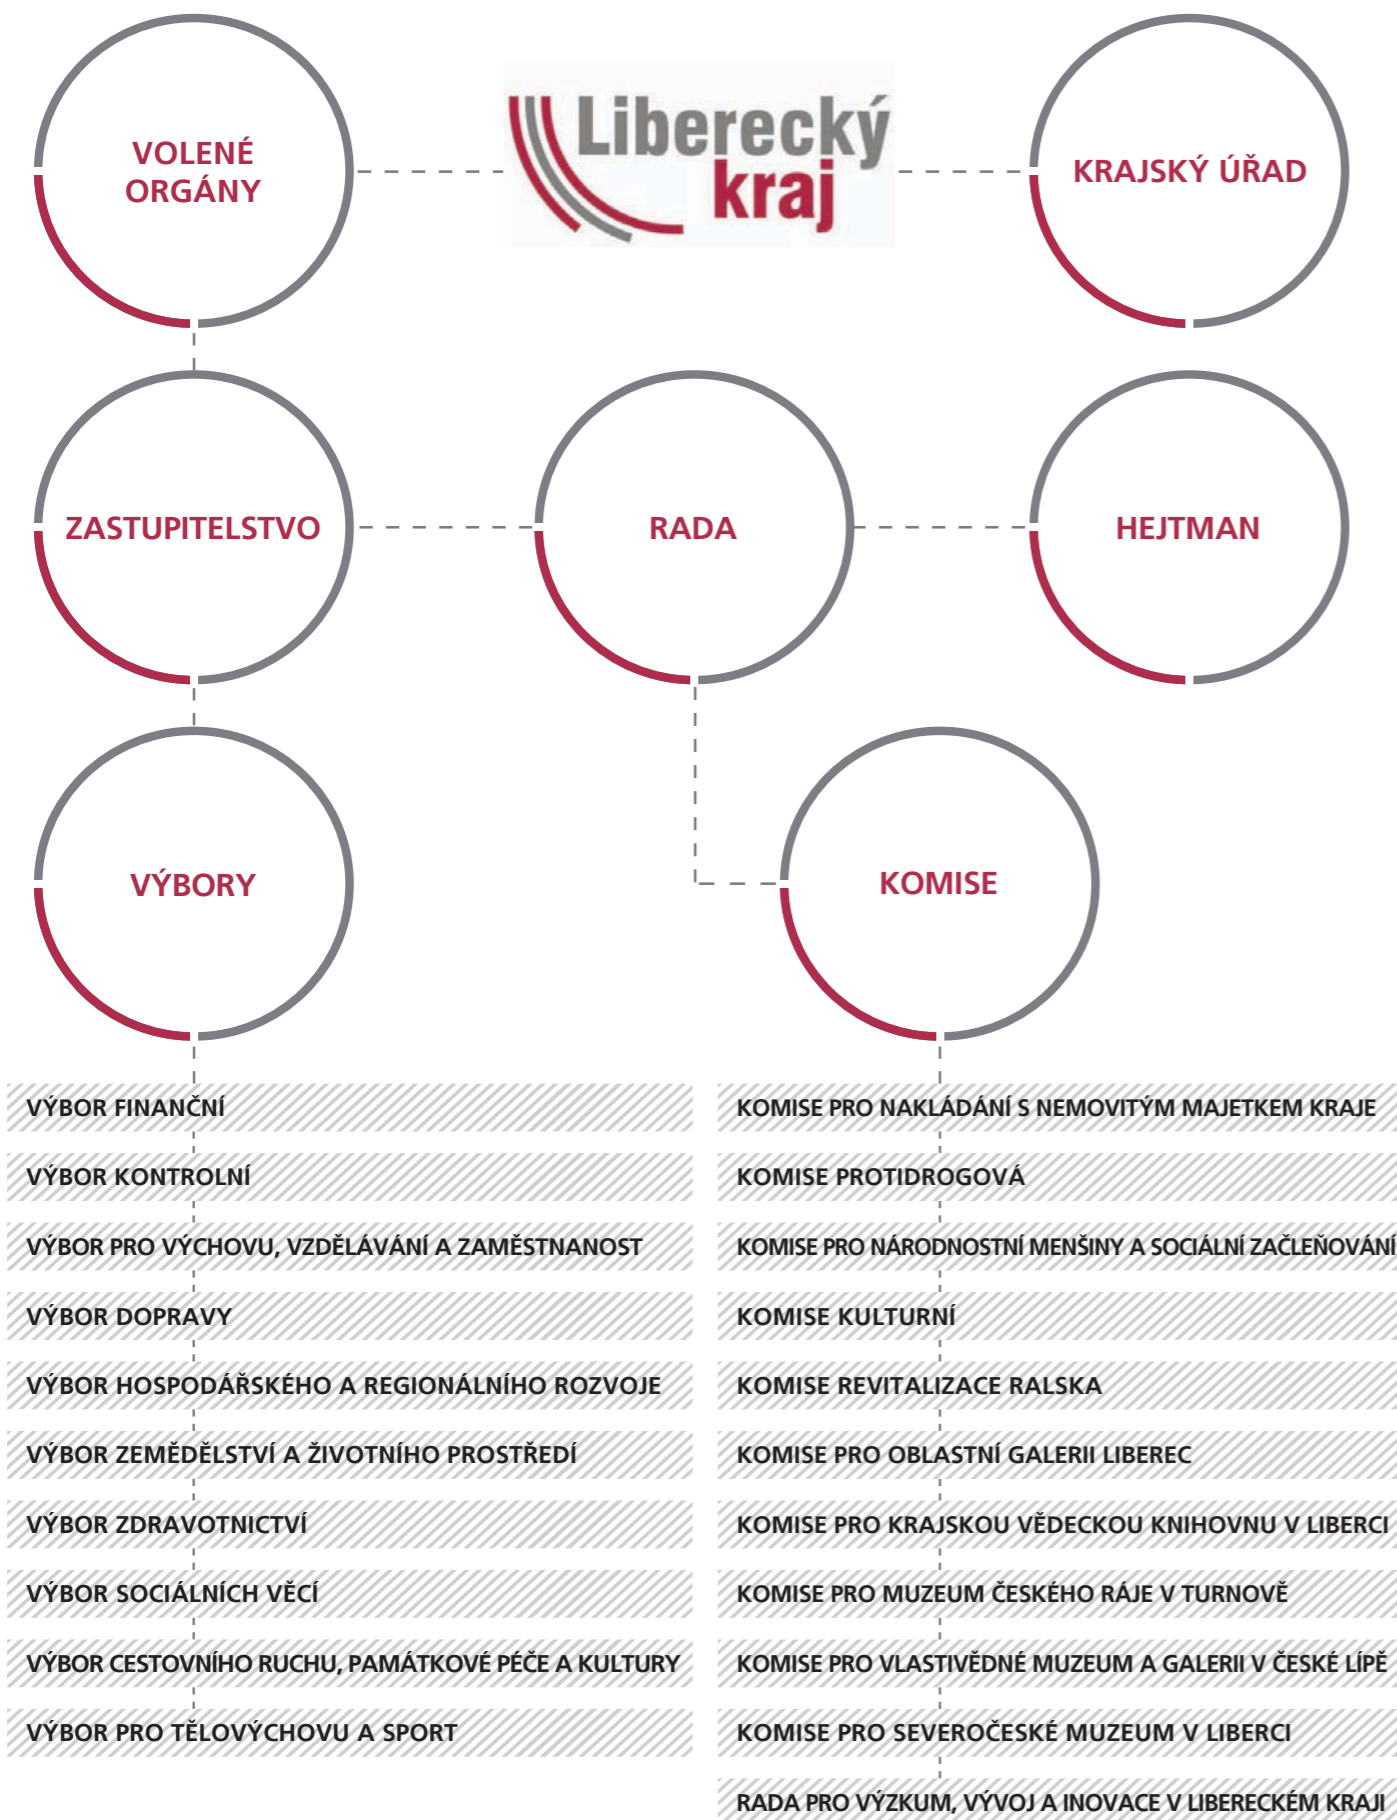 VOLENÉ
ORGÁNY
Liberecký
kraj
KRAJSKÝ ÚŘAD
ZASTUPITELSTVO
RADA
HEJTMAN
VÝBORY
KOMISE
VÝBOR FINANČNÍ
VÝBOR KONTROLNÍ
VÝBOR PRO VÝCHOVU, VZDĚLÁVÁNÍ A ZAMĚSTNANOST
VÝBOR DOPRAVY
VÝBOR HOSPODÁŘSKÉHO A REGIONÁLNÍHO ROZVOJE
VÝBOR ZEMĚDĚLSTVÍ A ŽIVOTNÍHO PROSTŘEDÍ
VÝBOR ZDRAVOTNICTVÍ
VÝBOR SOCIÁLNÍCH VĚCÍ
VÝBOR CESTOVNÍHO RUCHU, PAMÁTKOVÉ PÉČE A KULTURY
VÝBOR PRO TĚLOVÝCHOVU A SPORT
KOMISE PRO NAKLÁDÁNÍ S NEMOVITÝM MAJETKEM KRAJE
KOMISE PROTIDROGOVÁ
KOMISE PRO NÁRODNOSTNÍ MENŠINY A SOCIÁLNÍ ZAČLEŇOVÁNÍ
KOMISE KULTURNÍ
KOMISE REVITALIZACE RALSKA
KOMISE PRO OBLASTNÍ GALERII LIBEREC
KOMISE PRO KRAJSKOU VĚDECKOU KNIHOVNU V LIBERCI
KOMISE PRO MUZEUM ČESKÉHO RÁJE V TURNOVĚ
KOMISE PRO VLASTIVĚDNÉ MUZEUM A GALERII V ČESKÉ LÍPĚ
KOMISE PRO SEVEROČESKÉ MUZEUM V LIBERCI
RADA PRO VÝZKUM, VÝVOJ A INOVACE V LIBERECKÉM KRAJI